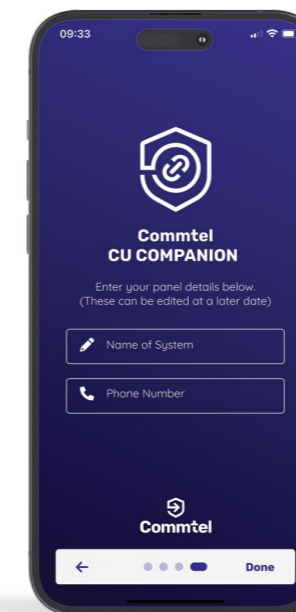 09:33
Commtel
CU COMPANION
Enter your panel details below.
(These can be edited at a later date)
Name of System
Phone Number
Commtel
Done